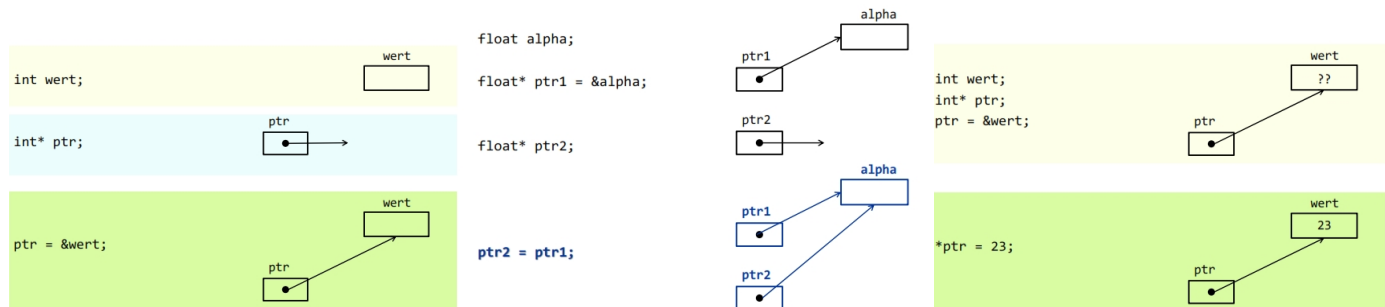 wert
int wert;
ptr
int* ptr;
wert
ptr = &wert;
ptr
alpha
float alpha;
ptr1
float* ptr1 = &alpha;
ptr2
float* ptr2;
alpha
ptr1
ptr2 = ptr1;
ptr2
wert
int wert;
??
int* ptr;
ptr = &wert;
ptr
wert
23
*ptr = 23;
ptr